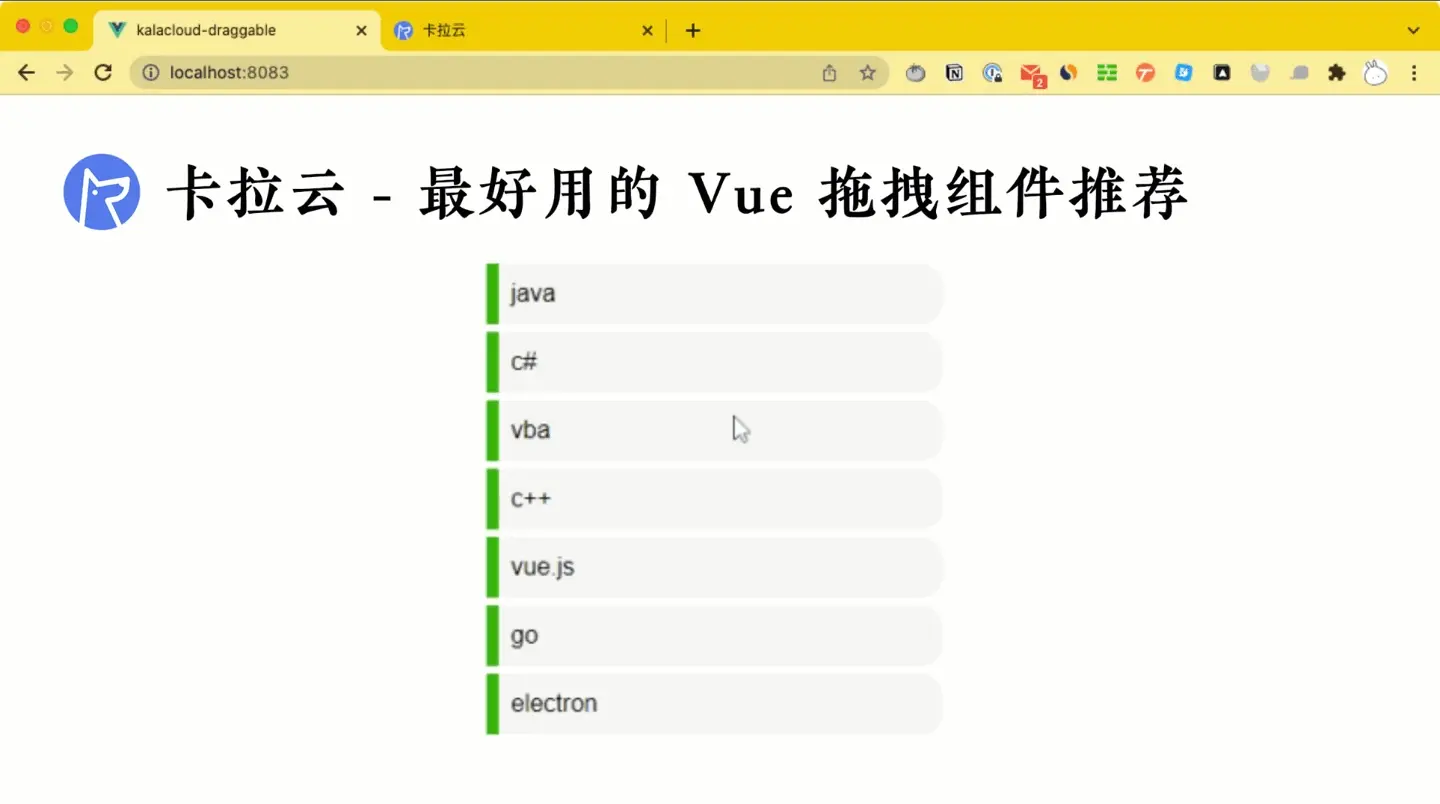 kalacloud-draggable
卡拉云
localhost:8083
2
卡拉云 - 最好用的 Vue 拖拽组件推荐
java
c#
vba
c++
vue.js
go
electron